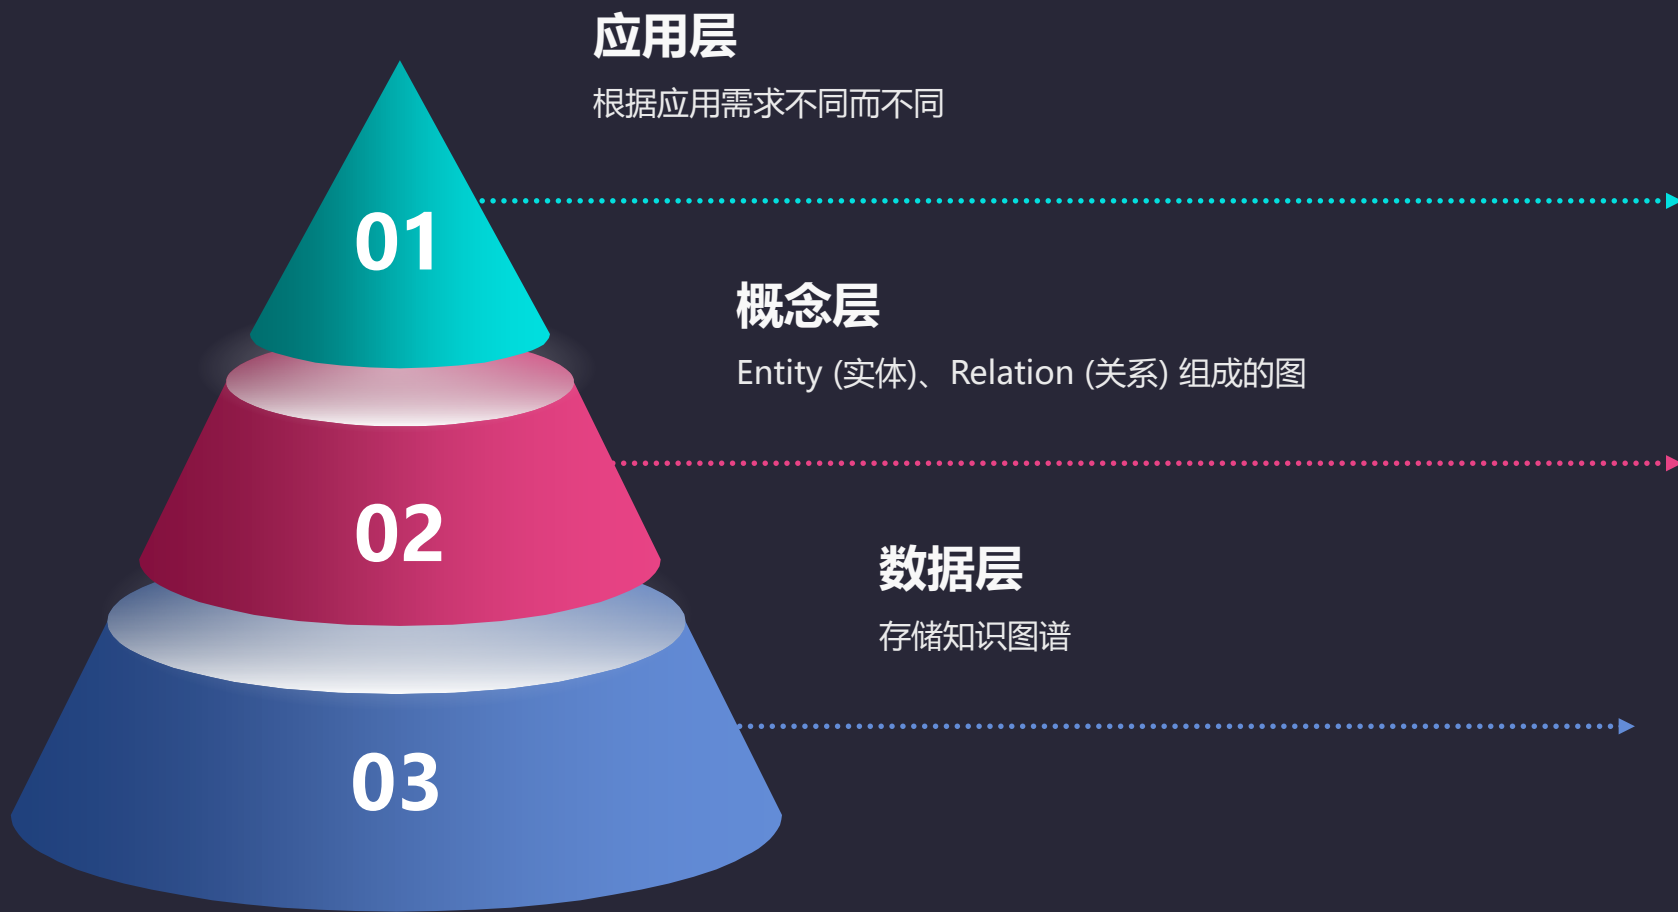 应用层
根据应用需求不同而不同
01
概念层
Entity (实体)、Relation (关系) 组成的图
02
数据层
存储知识图谱
03